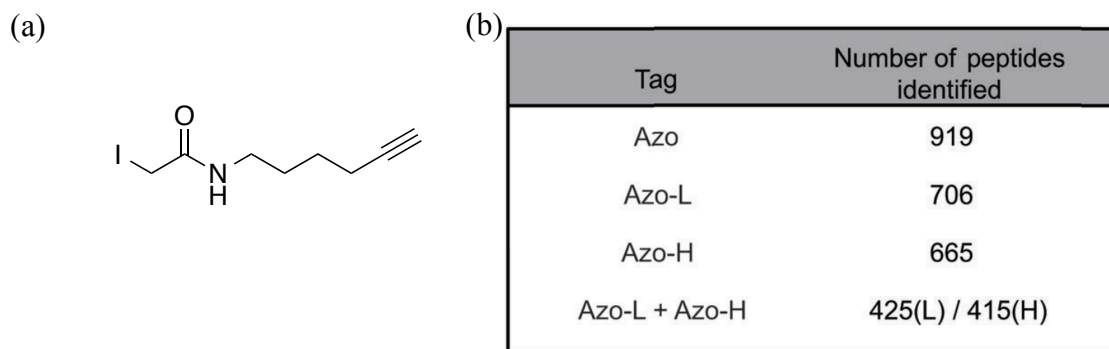 (a)
O
I
N
H
(b)
Tag
Number of peptides
identified
Azo
919
Azo-L
706
Azo-H
665
Azo-L + Azo-H
425(L) / 415(H)